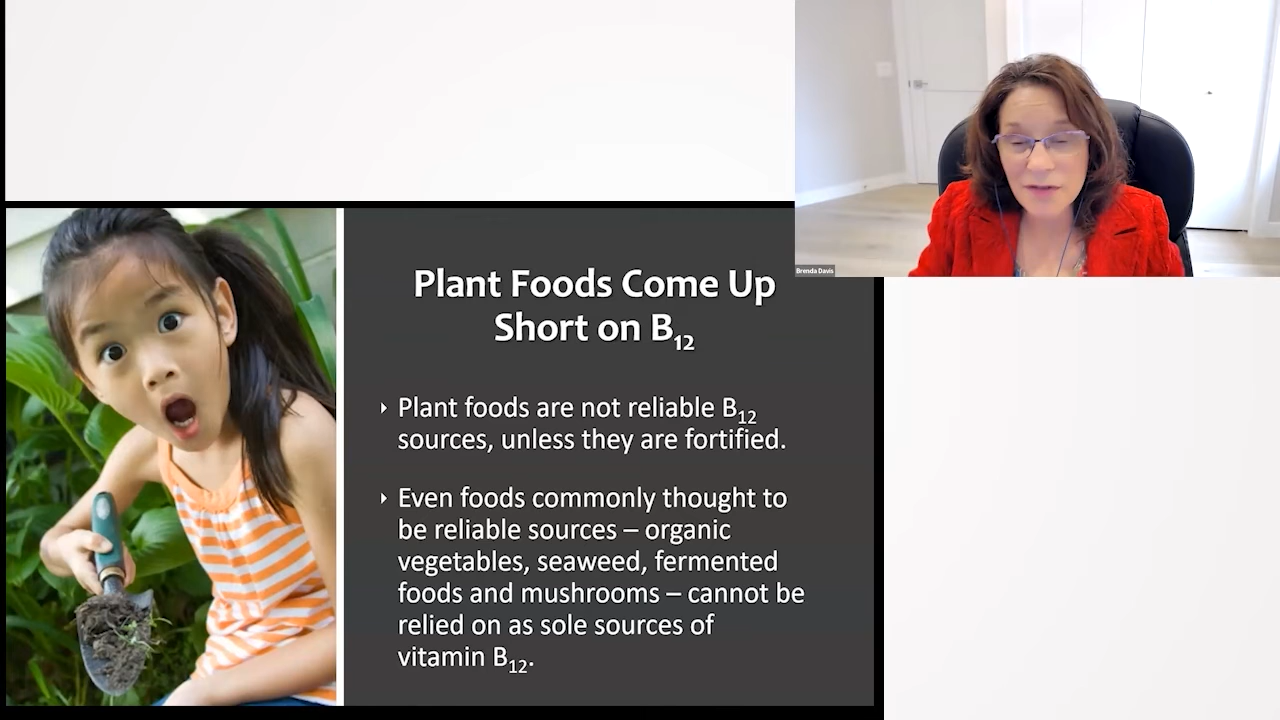 Brenda Davis
Plant Foods Come Up
Short on B₁₂
Plant foods are not reliable B₁₂
sources, unless they are fortified.
Even foods commonly thought to
be reliable sources – organic
vegetables, seaweed, fermented
foods and mushrooms – cannot be
relied on as sole sources of
vitamin B₁₂.